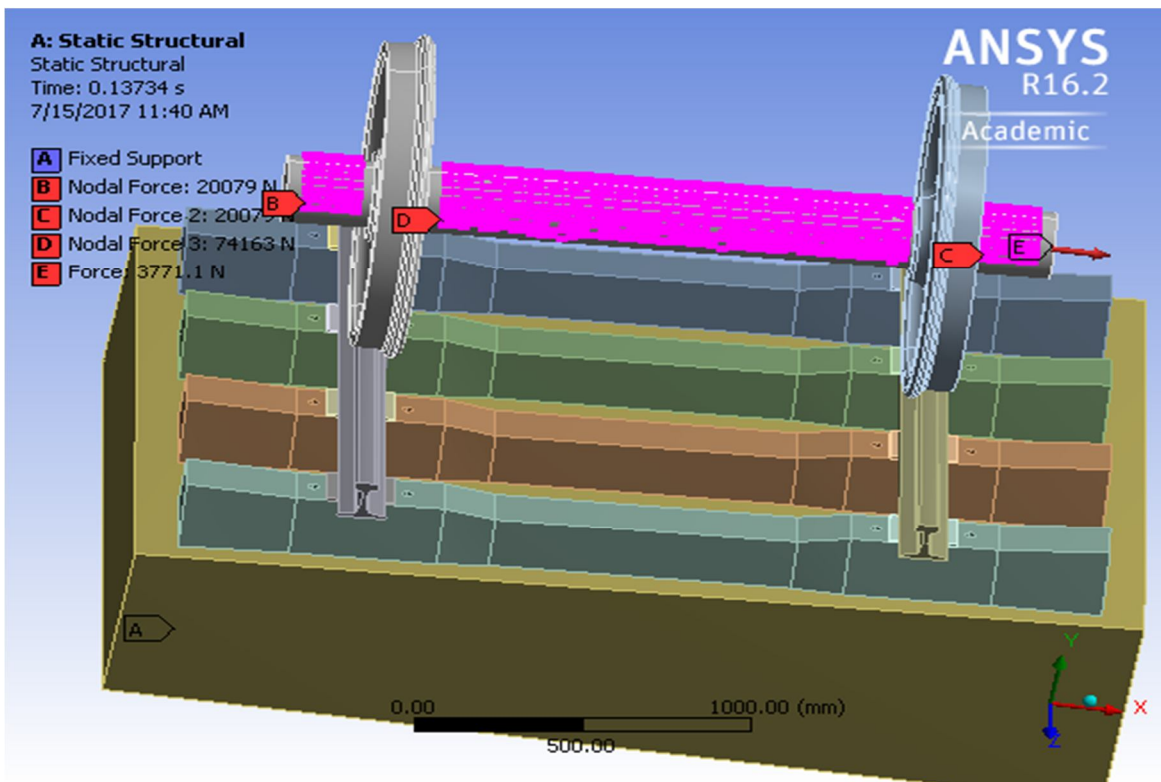 A: Static Structural
Static Structural
Time: 0.13734 s
7/15/2017 11:40 AM
A Fixed Support
B Nodal Force: 20079 N
C Nodal Force 2: 20079 N
D Nodal Force 3: 74163 N
E Force: 3771.1 N
ANSYS
R16.2
Academic
B
D
C
E
A
0.00
1000.00 (mm)
500.00
Y
X
Z